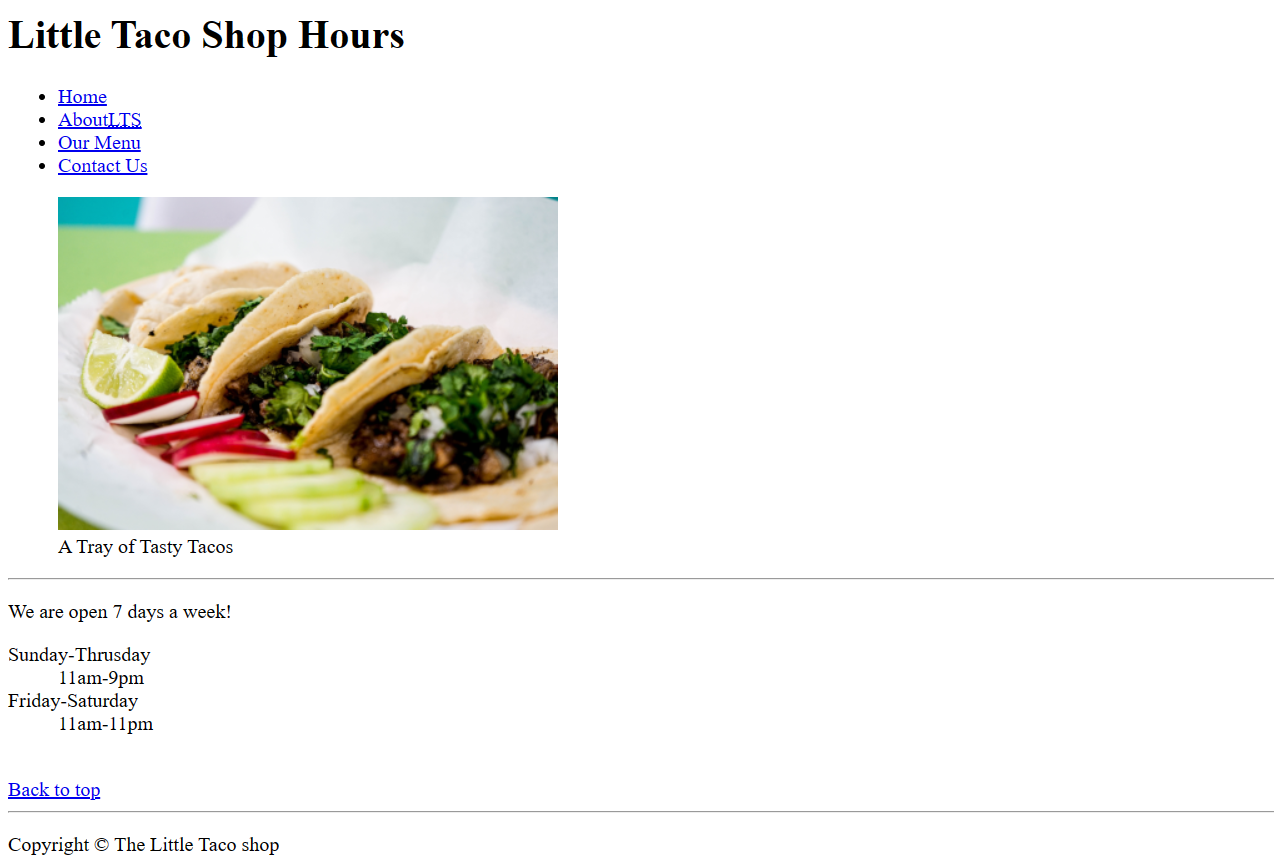 Little Taco Shop Hours
Home
AboutLTS
Our Menu
Contact Us
A Tray of Tasty Tacos
We are open 7 days a week!
Sunday-Thrusday
11am-9pm
Friday-Saturday
11am-11pm
Back to top
Copyright © The Little Taco shop